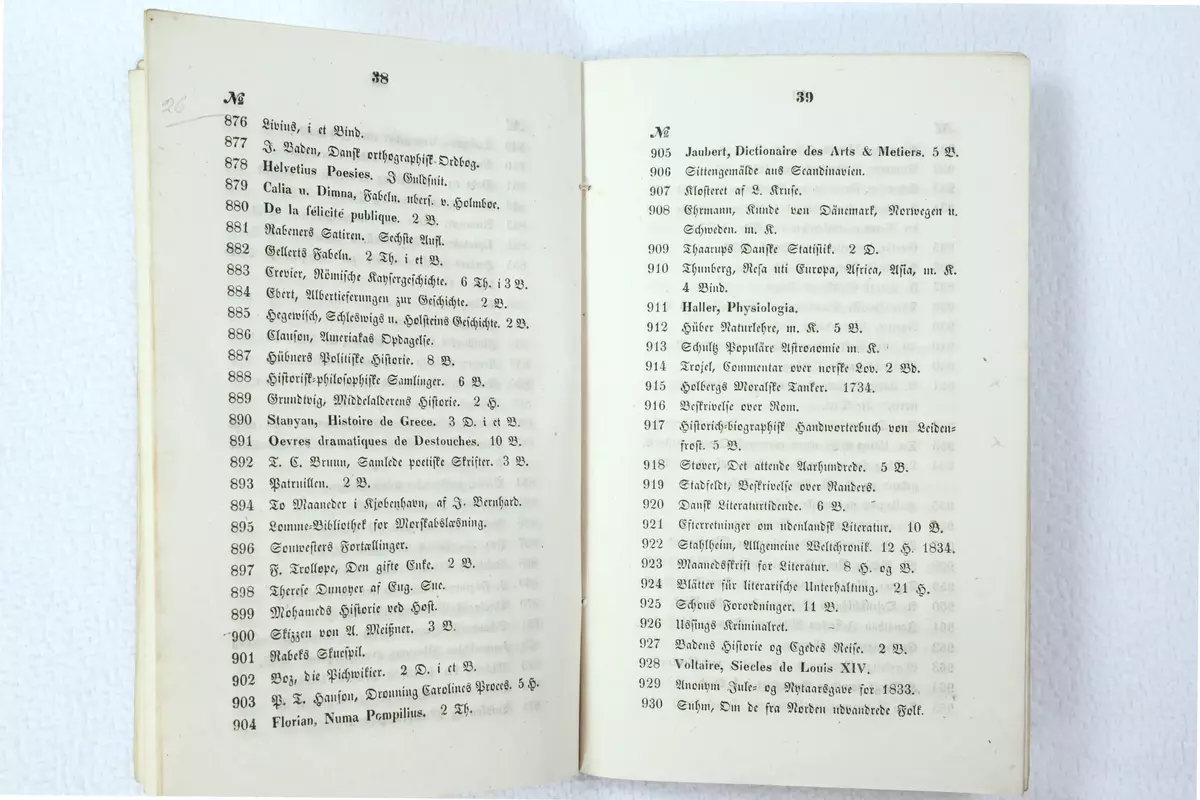 26
38
№
876 Livius, i et Bind.
877 J. Baden, Dansk orthographisk Ordbog.
878 Helvetius Poesies. J Guldsnit.
879 Calia u. Dimna, Fabeln. ubers. v. Holmboe.
880 De la félicité publique. 2 B.
881 Rabeners Satiren. Sechste Aufl.
882 Gellerts Fabeln. 2 Th. i et B.
883 Crevier, Römische Kaysergeschichte. 6 Th. i 3 B.
884 Ebert, Albertieferungen zur Geschichte. 2 B.
885 Hegewisch, Schleswigs u. Holsteins Geschichte. 2 B.
886 Clauson, Ameriakas Opdagelse.
887 Hübners Politiske Historie. 8 B.
888 Historisk-philosophiske Samlinger. 6 B.
889 Grundtvig, Middelalderens Historie. 2 H.
890 Stanyan, Histoire de Grece. 3 D. i et B.
891 Oevres dramatiques de Destouches. 10 B.
892 T. C. Bruun, Samlede poetiske Skrifter. 3 B.
893 Patruillen. 2 B.
894 To Maaneder i Kjøbenhavn, af J. Bernhard.
895 Lomme-Bibliothek for Morskabslæsning.
896 Souwesters Fortællinger.
897 F. Trollope, Den gifte Enke. 2 B.
898 Therese Dunoyer af Eug. Sue.
899 Mohameds Historie ved Høst.
900 Skizzen von A. Meißner. 3 B.
901 Rabeks Skuespil.
902 Boz, die Pichwikier. 2 D. i et B.
903 P. T. Hanson, Dronning Carolines Proces. 5 H.
904 Florian, Numa Pompilius. 2 Th.
39
№
905 Jaubert, Dictionaire des Arts & Metiers. 5 B.
906 Sittengemälde aus Scandinavien.
907 Klosteret af L. Kruse.
908 Ehrmann, Kunde von Dänemark, Norwegen u.
Schweden. m. K.
909 Thaarups Danske Statistik. 2 D.
910 Thunberg, Resa uti Europa, Africa, Asia, m. K.
4 Bind.
911 Haller, Physiologia.
912 Hüber Naturlehre, m. K. 5 B.
913 Schultz Populäre Astronomie m. K.
914 Trojel, Commentar over norske Lov. 2 Bd.
915 Holbergs Moralske Tanker. 1734.
916 Beskrivelse over Rom.
917 Historich-biographisk Handworterbuch von Leiden-
frost. 5 B.
918 Støver, Det attende Aarhundrede. 5 B.
919 Stadfeldt, Beskrivelse over Randers.
920 Dansk Literaturtidende. 6 B.
921 Efterretninger om udenlandsk Literatur. 10 B.
922 Stahlheim, Allgemeine Weltchronik. 12 H. 1834.
923 Maanedsskrift for Literatur. 8 H. og B.
924 Blätter für literarische Unterhaltung. 21 H.
925 Schous Forordninger. 11 B.
926 Ussings Kriminalret.
927 Badens Historie og Egedes Reise. 2 B.
928 Voltaire, Siecles de Louis XIV.
929 Anonym Jule- og Nytaarsgave for 1833.
930 Suhm, Om de fra Norden udvandrede Folk.